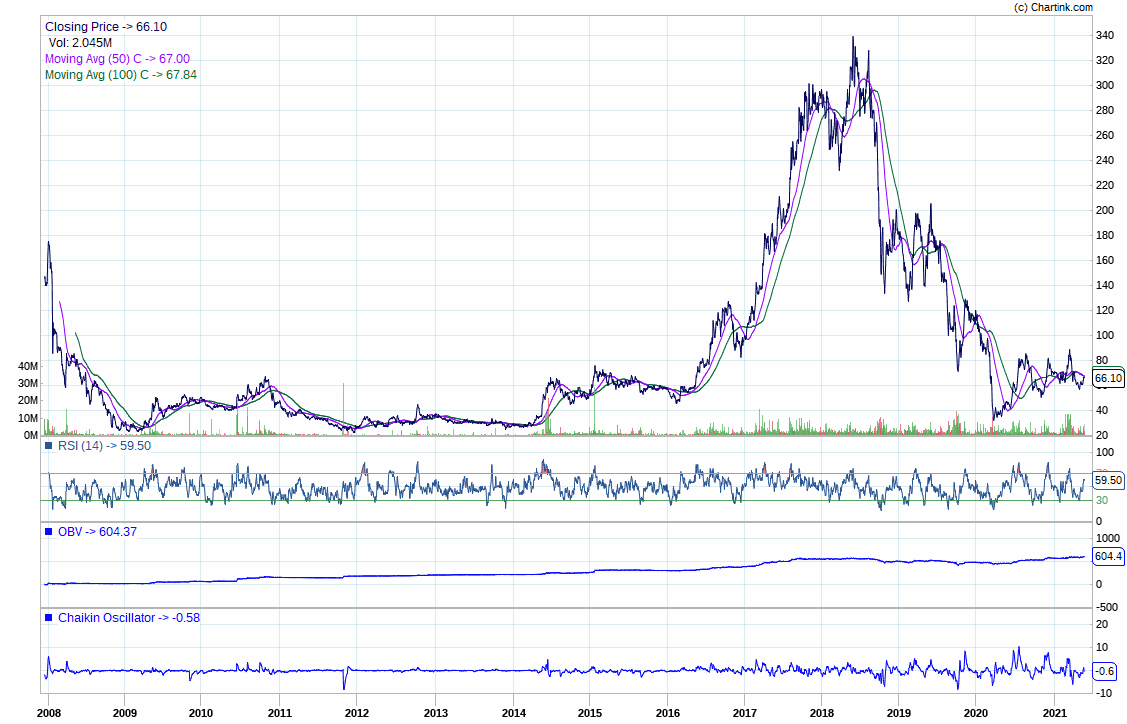 (c) Chartink.com
Closing Price -> 66.10
Vol: 2.045M
Moving Avg (50) C -> 67.00
Moving Avg (100) C -> 67.84
340
320
300
280
260
240
220
200
180
160
140
120
100
80
66.10
40
20
40M
30M
20M
10M
0M
RSI (14) -> 59.50
100
70
59.50
30
0
OBV -> 604.37
1000
604.4
0
-500
Chaikin Oscillator -> -0.58
20
10
-0.6
-10
2008 2009 2010 2011 2012 2013 2014 2015 2016 2017 2018 2019 2020 2021